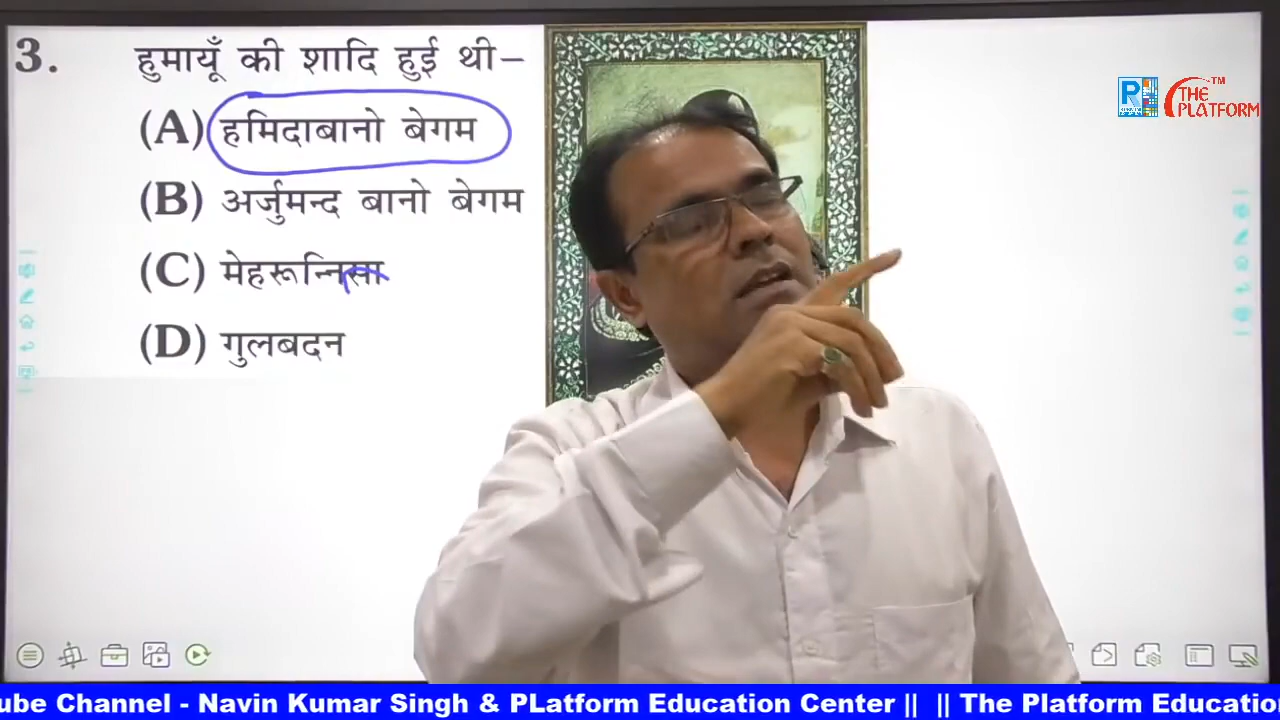 3. हुमायूँ की शादि हुई थी–
(A) हमिदाबानो बेगम
(B) अर्जुमन्द बानो बेगम
(C) मेहरून्निसा
(D) गुलबदन
THE PLATFORM™
ube Channel - Navin Kumar Singh & PLatform Education Center || || The Platform Educatio